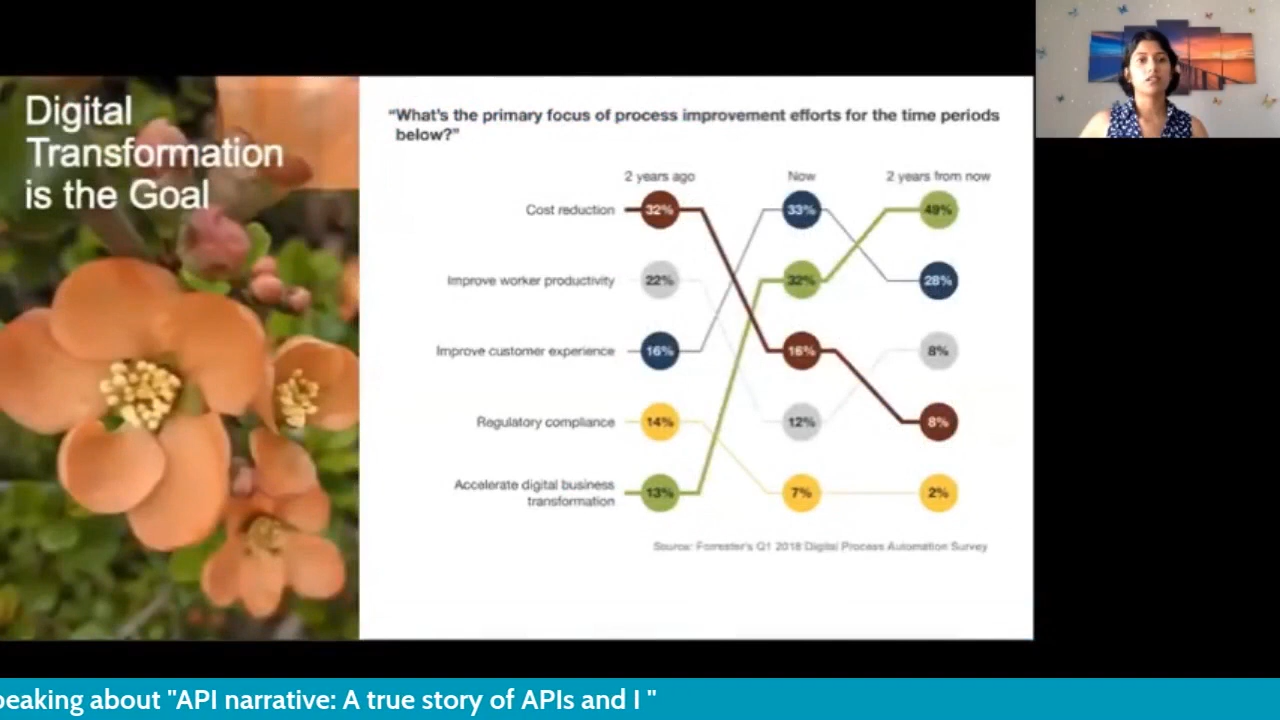 Digital
Transformation
is the Goal
“What's the primary focus of process improvement efforts for the time periods
below?”
2 years ago Now 2 years from now
Cost reduction 32% 33% 49%
Improve worker productivity 22% 32% 28%
Improve customer experience 16% 16% 8%
Regulatory compliance 14% 12% 8%
Accelerate digital business
transformation 13% 7% 2%
Source: Forrester's Q1 2018 Digital Process Automation Survey
peaking about "API narrative: A true story of APIs and I "